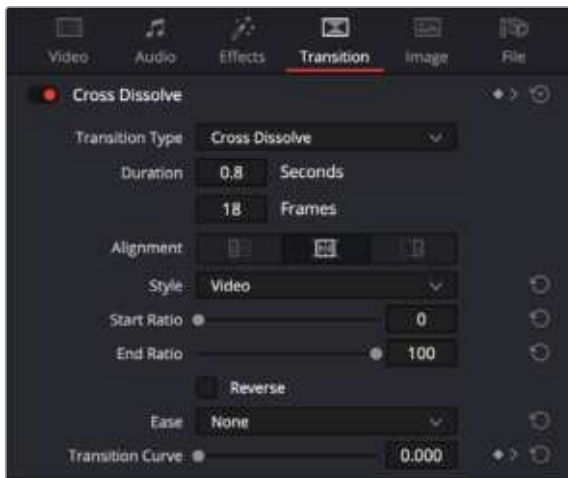 Video Audio Effects Transition Image File
Cross Dissolve
Transition Type Cross Dissolve
Duration 0.8 Seconds
18 Frames
Alignment
Style Video
Start Ratio 0
End Ratio 100
Reverse
Ease None
Transition Curve 0.000